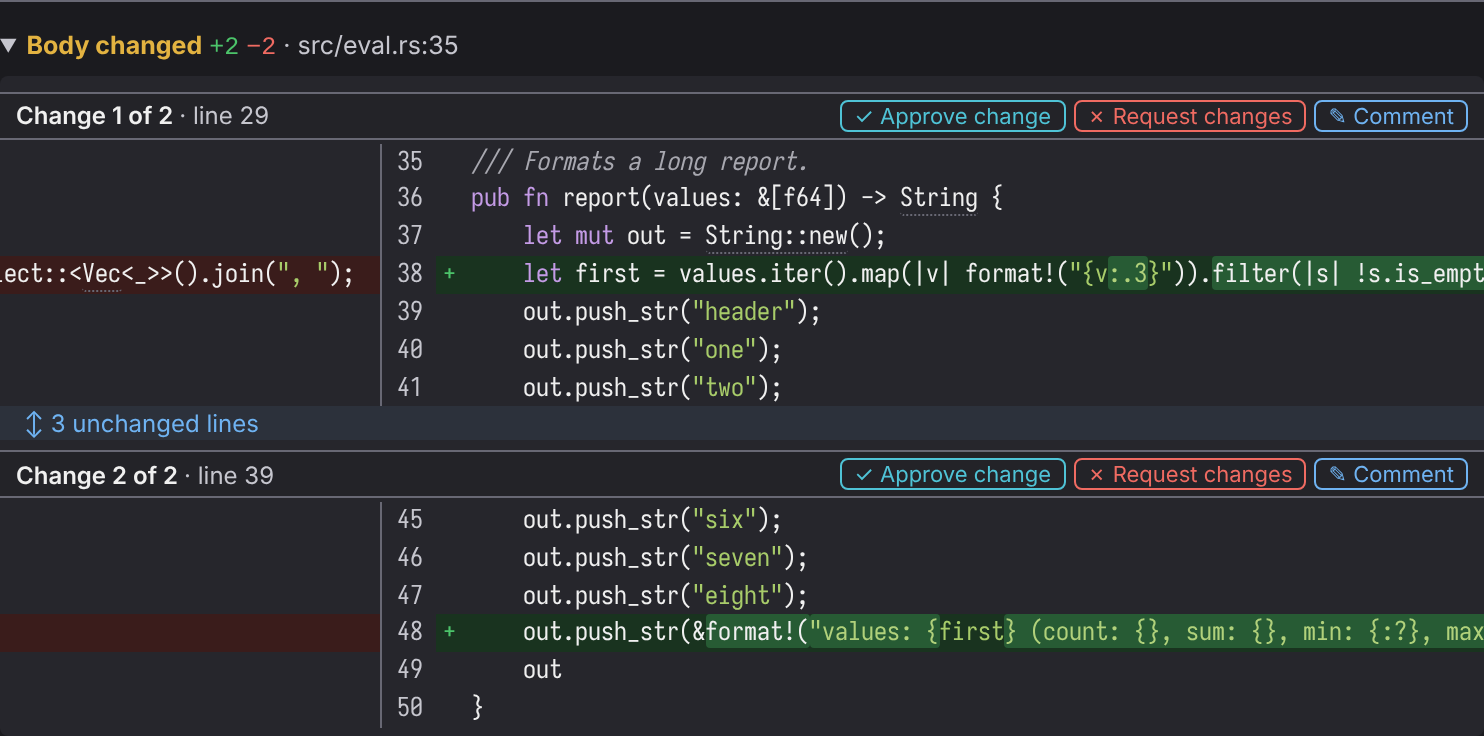 ▼ Body changed +2 −2 · src/eval.rs:35
Change 1 of 2 · line 29
✓ Approve change
× Request changes
✎ Comment
35 /// Formats a long report.
36 pub fn report(values: &[f64]) -> String {
37 let mut out = String::new();
lect::<Vec<_>>().join(", ");
38 + let first = values.iter().map(|v| format!("{v:.3}")).filter(|s| !s.is_empt
39 out.push_str("header");
40 out.push_str("one");
41 out.push_str("two");
↕ 3 unchanged lines
Change 2 of 2 · line 39
✓ Approve change
× Request changes
✎ Comment
45 out.push_str("six");
46 out.push_str("seven");
47 out.push_str("eight");
48 + out.push_str(&format!("values: {first} (count: {}, sum: {}, min: {:?}, max
49 out
50 }